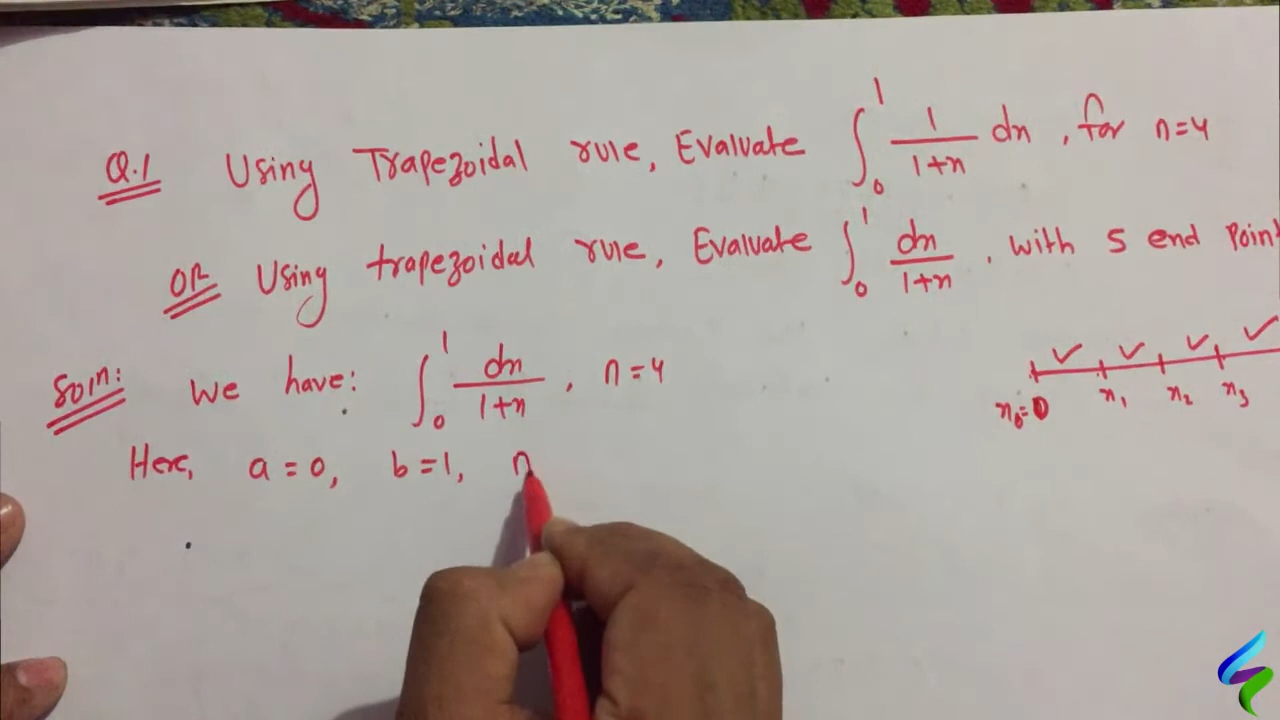 Q.1 Using Trapezoidal rule, Evaluate ∫₀¹ 1/(1+x) dx, for n=4
OR Using trapezoidal rule, Evaluate ∫₀¹ dx/(1+x), with 5 end Point
Soln: We have: ∫₀¹ dx/(1+x), n=4
x₀=0 x₁ x₂ x₃
Here, a=0, b=1, n